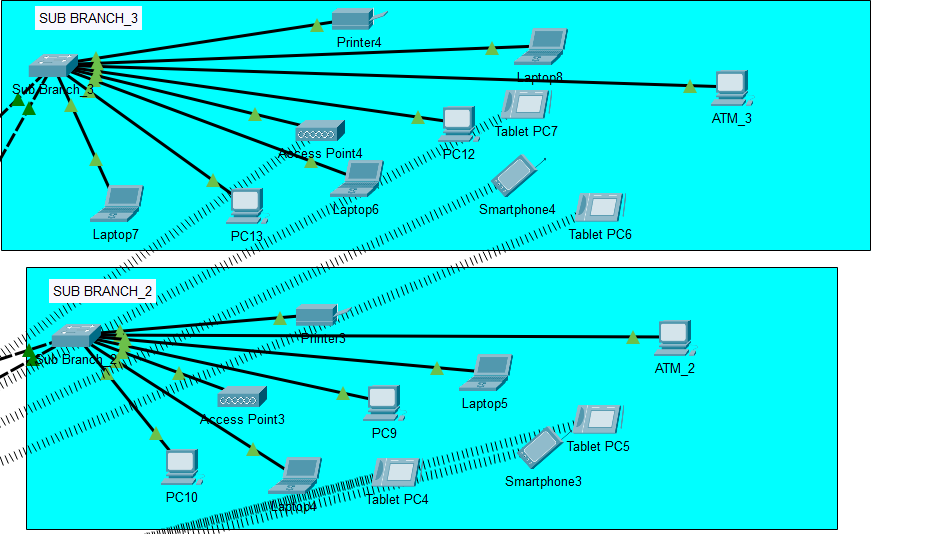 SUB BRANCH_3
Printer4
Laptop8
Sub Branch_3
ATM_3
Tablet PC7
Access Point4
PC12
Laptop6
Smartphone4
Laptop7
PC13
Tablet PC6
SUB BRANCH_2
Printer3
Sub Branch_2
ATM_2
Laptop5
Access Point3
PC9
Tablet PC5
Smartphone3
PC10
Laptop4
Tablet PC4